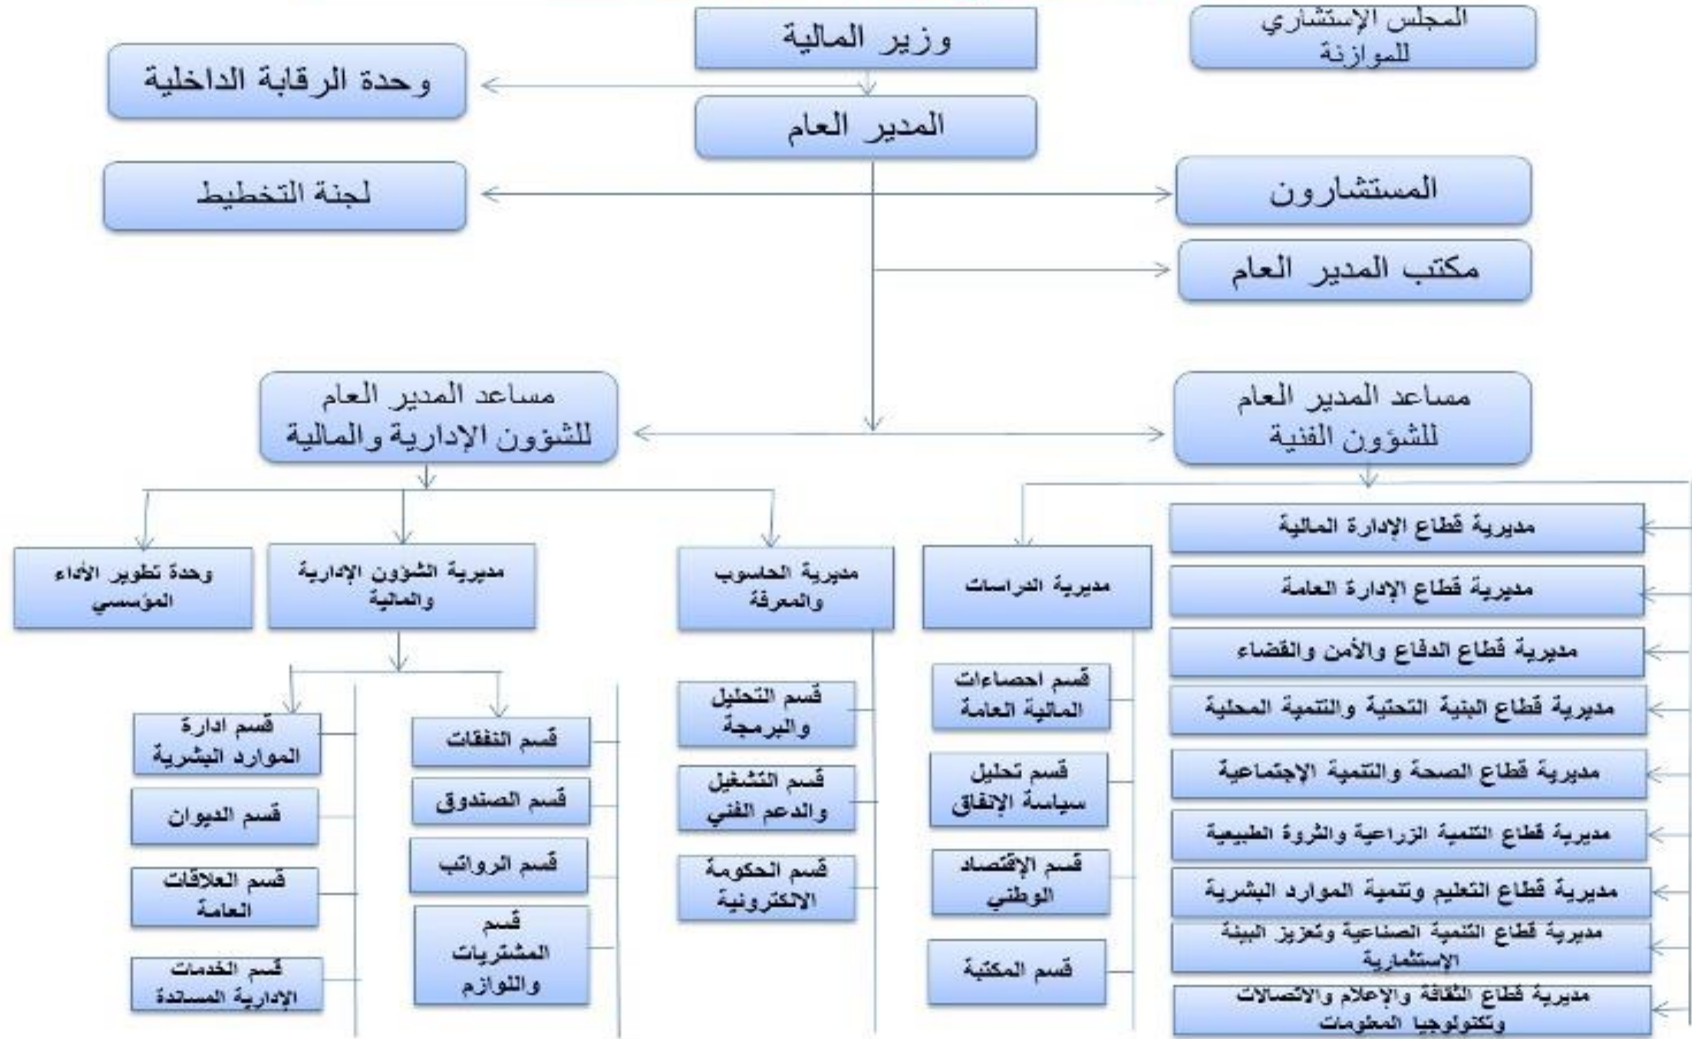 المجلس الإستشاري
للموازنة
وزير المالية
وحدة الرقابة الداخلية
المدير العام
المستشارون
لجنة التخطيط
مكتب المدير العام
مساعد المدير العام
للشؤون الفنية
مساعد المدير العام
للشؤون الإدارية والمالية
مديرية قطاع الإدارة المالية
مديرية قطاع الإدارة العامة
مديرية قطاع الدفاع والأمن والقضاء
مديرية قطاع البنية التحتية والتنمية المحلية
مديرية قطاع الصحة والتنمية الإجتماعية
مديرية قطاع التنمية الزراعية والثروة الطبيعية
مديرية قطاع التعليم وتنمية الموارد البشرية
مديرية قطاع التنمية الصناعية وتعزيز البيئة
الإستثمارية
مديرية قطاع الثقافة والإعلام والاتصالات
وتكنولوجيا المعلومات
مديرية الدراسات
قسم احصاءات
المالية العامة
قسم تحليل
سياسة الإنفاق
قسم الإقتصاد
الوطني
قسم المكتبة
مديرية الحاسوب
والمعرفة
قسم التحليل
والبرمجة
قسم التشغيل
والدعم الفني
قسم الحكومة
الالكترونية
مديرية الشؤون الإدارية
والمالية
قسم النفقات
قسم الصندوق
قسم الرواتب
قسم
المشتريات
واللوازم
قسم ادارة
الموارد البشرية
قسم الديوان
قسم العلاقات
العامة
قسم الخدمات
الإدارية المساندة
وحدة تطوير الأداء
المؤسسي